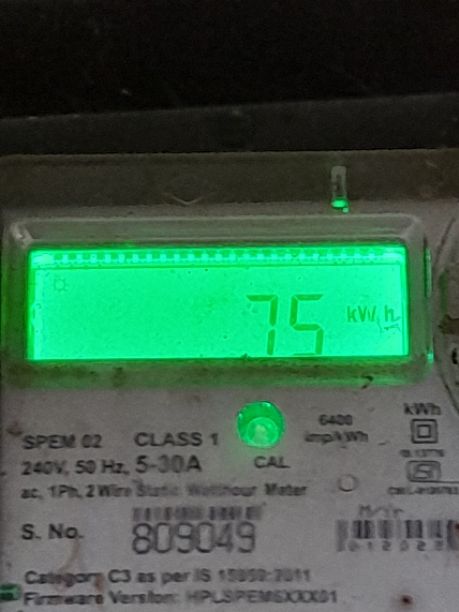 75 kWh
kWh
SPEM 02 CLASS 1 6400
imp/kWh
240V, 50 Hz, 5-30A CAL
ac, 1Ph, 2 Wire Static Watthour Meter
S. No. 809049
Category C3 as per IS 15959:2011
Firmware Version: HPLSPEM6XXX01